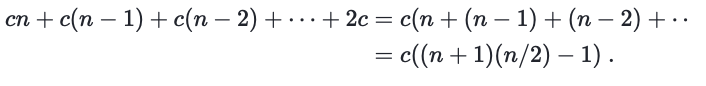 cn + c(n − 1) + c(n − 2) + ⋯ + 2c = c(n + (n − 1) + (n − 2) + ⋅⋅
= c((n + 1)(n/2) − 1) .